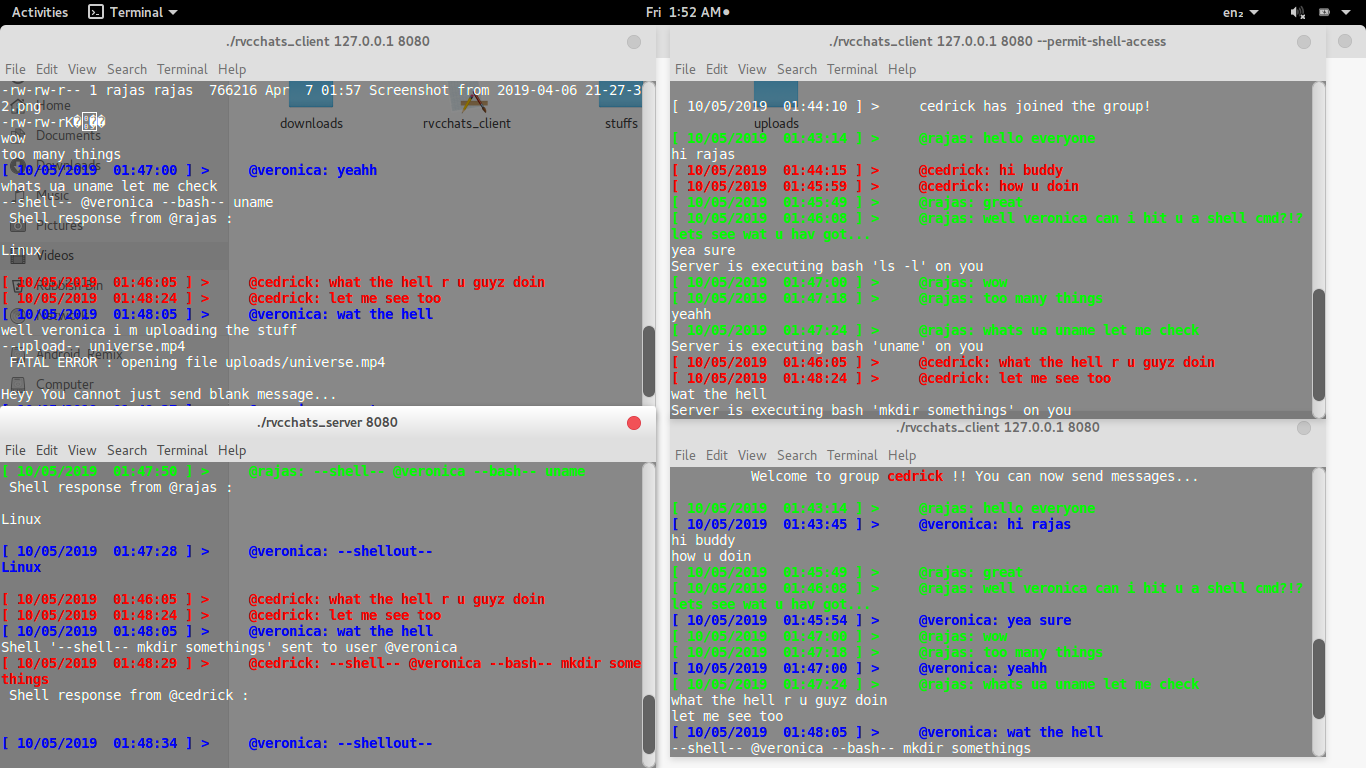 Activities Terminal Fri 1:52 AM en₂
./rvcchats_client 127.0.0.1 8080
File Edit View Search Terminal Help
-rw-rw-r-- 1 rajas rajas 766216 Apr 7 01:57 Screenshot from 2019-04-06 21-27-3
2.png
-rw-rw-rK
wow
too many things
[ 10/05/2019 01:47:00 ] > @veronica: yeahh
whats ua uname let me check
--shell-- @veronica --bash-- uname
Shell response from @rajas :
Linux
[ 10/05/2019 01:46:05 ] > @cedrick: what the hell r u guyz doin
[ 10/05/2019 01:48:24 ] > @cedrick: let me see too
[ 10/05/2019 01:48:05 ] > @veronica: wat the hell
well veronica i m uploading the stuff
--upload-- universe.mp4
FATAL ERROR : opening file uploads/universe.mp4
Heyy You cannot just send blank message...
Home
Documents
Downloads
Music
Pictures
Videos
Rubbish Bin
Android_Remix
Computer
downloads
rvcchats_client
stuffs
uploads
./rvcchats_client 127.0.0.1 8080 --permit-shell-access
File Edit View Search Terminal Help
[ 10/05/2019 01:44:10 ] > cedrick has joined the group!
[ 10/05/2019 01:43:14 ] > @rajas: hello everyone
hi rajas
[ 10/05/2019 01:44:15 ] > @cedrick: hi buddy
[ 10/05/2019 01:45:59 ] > @cedrick: how u doin
[ 10/05/2019 01:45:49 ] > @rajas: great
[ 10/05/2019 01:46:08 ] > @rajas: well veronica can i hit u a shell cmd?!?
lets see wat u hav got...
yea sure
Server is executing bash 'ls -l' on you
[ 10/05/2019 01:47:00 ] > @rajas: wow
[ 10/05/2019 01:47:18 ] > @rajas: too many things
yeahh
[ 10/05/2019 01:47:24 ] > @rajas: whats ua uname let me check
Server is executing bash 'uname' on you
[ 10/05/2019 01:46:05 ] > @cedrick: what the hell r u guyz doin
[ 10/05/2019 01:48:24 ] > @cedrick: let me see too
wat the hell
Server is executing bash 'mkdir somethings' on you
./rvcchats_server 8080
File Edit View Search Terminal Help
[ 10/05/2019 01:47:50 ] > @rajas: --shell-- @veronica --bash-- uname
Shell response from @rajas :
Linux
[ 10/05/2019 01:47:28 ] > @veronica: --shellout--
Linux
[ 10/05/2019 01:46:05 ] > @cedrick: what the hell r u guyz doin
[ 10/05/2019 01:48:24 ] > @cedrick: let me see too
[ 10/05/2019 01:48:05 ] > @veronica: wat the hell
Shell '--shell-- mkdir somethings' sent to user @veronica
[ 10/05/2019 01:48:29 ] > @cedrick: --shell-- @veronica --bash-- mkdir some
things
Shell response from @cedrick :
[ 10/05/2019 01:48:34 ] > @veronica: --shellout--
./rvcchats_client 127.0.0.1 8080
File Edit View Search Terminal Help
Welcome to group cedrick !! You can now send messages...
[ 10/05/2019 01:43:14 ] > @rajas: hello everyone
[ 10/05/2019 01:43:45 ] > @veronica: hi rajas
hi buddy
how u doin
[ 10/05/2019 01:45:49 ] > @rajas: great
[ 10/05/2019 01:46:08 ] > @rajas: well veronica can i hit u a shell cmd?!?
lets see wat u hav got...
[ 10/05/2019 01:45:54 ] > @veronica: yea sure
[ 10/05/2019 01:47:00 ] > @rajas: wow
[ 10/05/2019 01:47:18 ] > @rajas: too many things
[ 10/05/2019 01:47:00 ] > @veronica: yeahh
[ 10/05/2019 01:47:24 ] > @rajas: whats ua uname let me check
what the hell r u guyz doin
let me see too
[ 10/05/2019 01:48:05 ] > @veronica: wat the hell
--shell-- @veronica --bash-- mkdir somethings